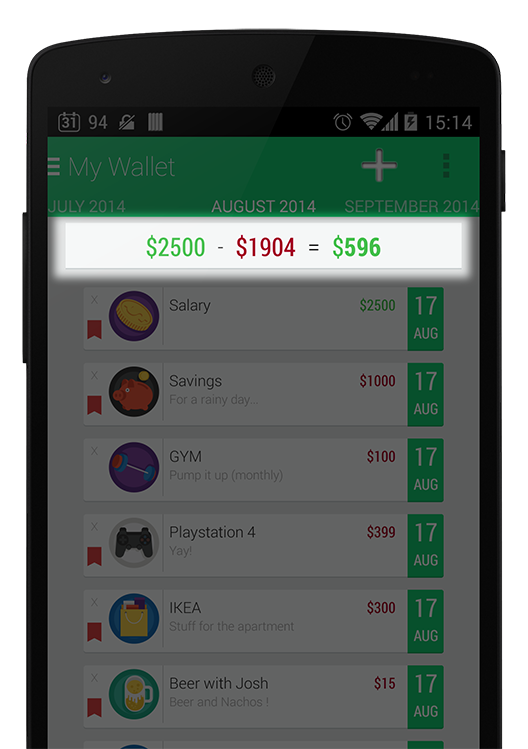 31 94 15:14
My Wallet
JULY 2014 AUGUST 2014 SEPTEMBER 2014
$2500 - $1904 = $596
X Salary $2500 17
AUG
X Savings $1000 17
For a rainy day... AUG
X GYM $100 17
Pump it up (monthly) AUG
X Playstation 4 $399 17
Yay! AUG
X IKEA $300 17
Stuff for the apartment AUG
X Beer with Josh $15 17
Beer and Nachos ! AUG